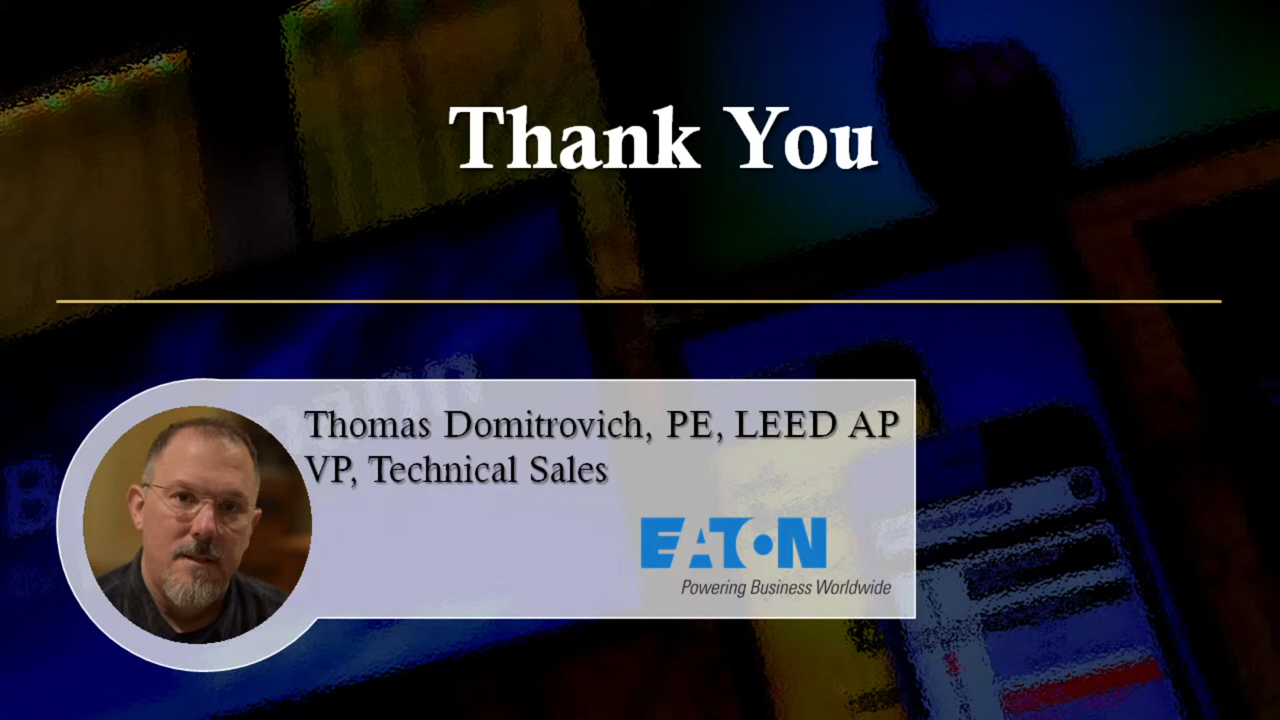 Thank You
Thomas Domitrovich, PE, LEED AP
VP, Technical Sales
EATON
Powering Business Worldwide